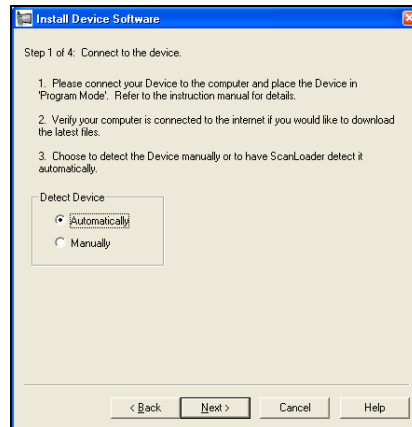 Install Device Software
Step 1 of 4: Connect to the device.
1. Please connect your Device to the computer and place the Device in
'Program Mode'. Refer to the instruction manual for details.
2. Verify your computer is connected to the internet if you would like to download
the latest files.
3. Choose to detect the Device manually or to have ScanLoader detect it
automatically.
Detect Device
Automatically
Manually
< Back Next > Cancel Help